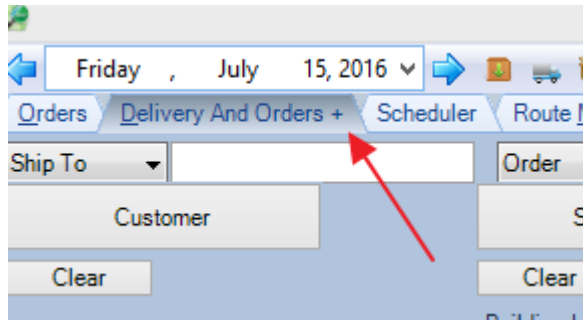 Friday , July 15, 2016
Orders Delivery And Orders + Scheduler Route
Ship To Order
Customer
Clear Clear